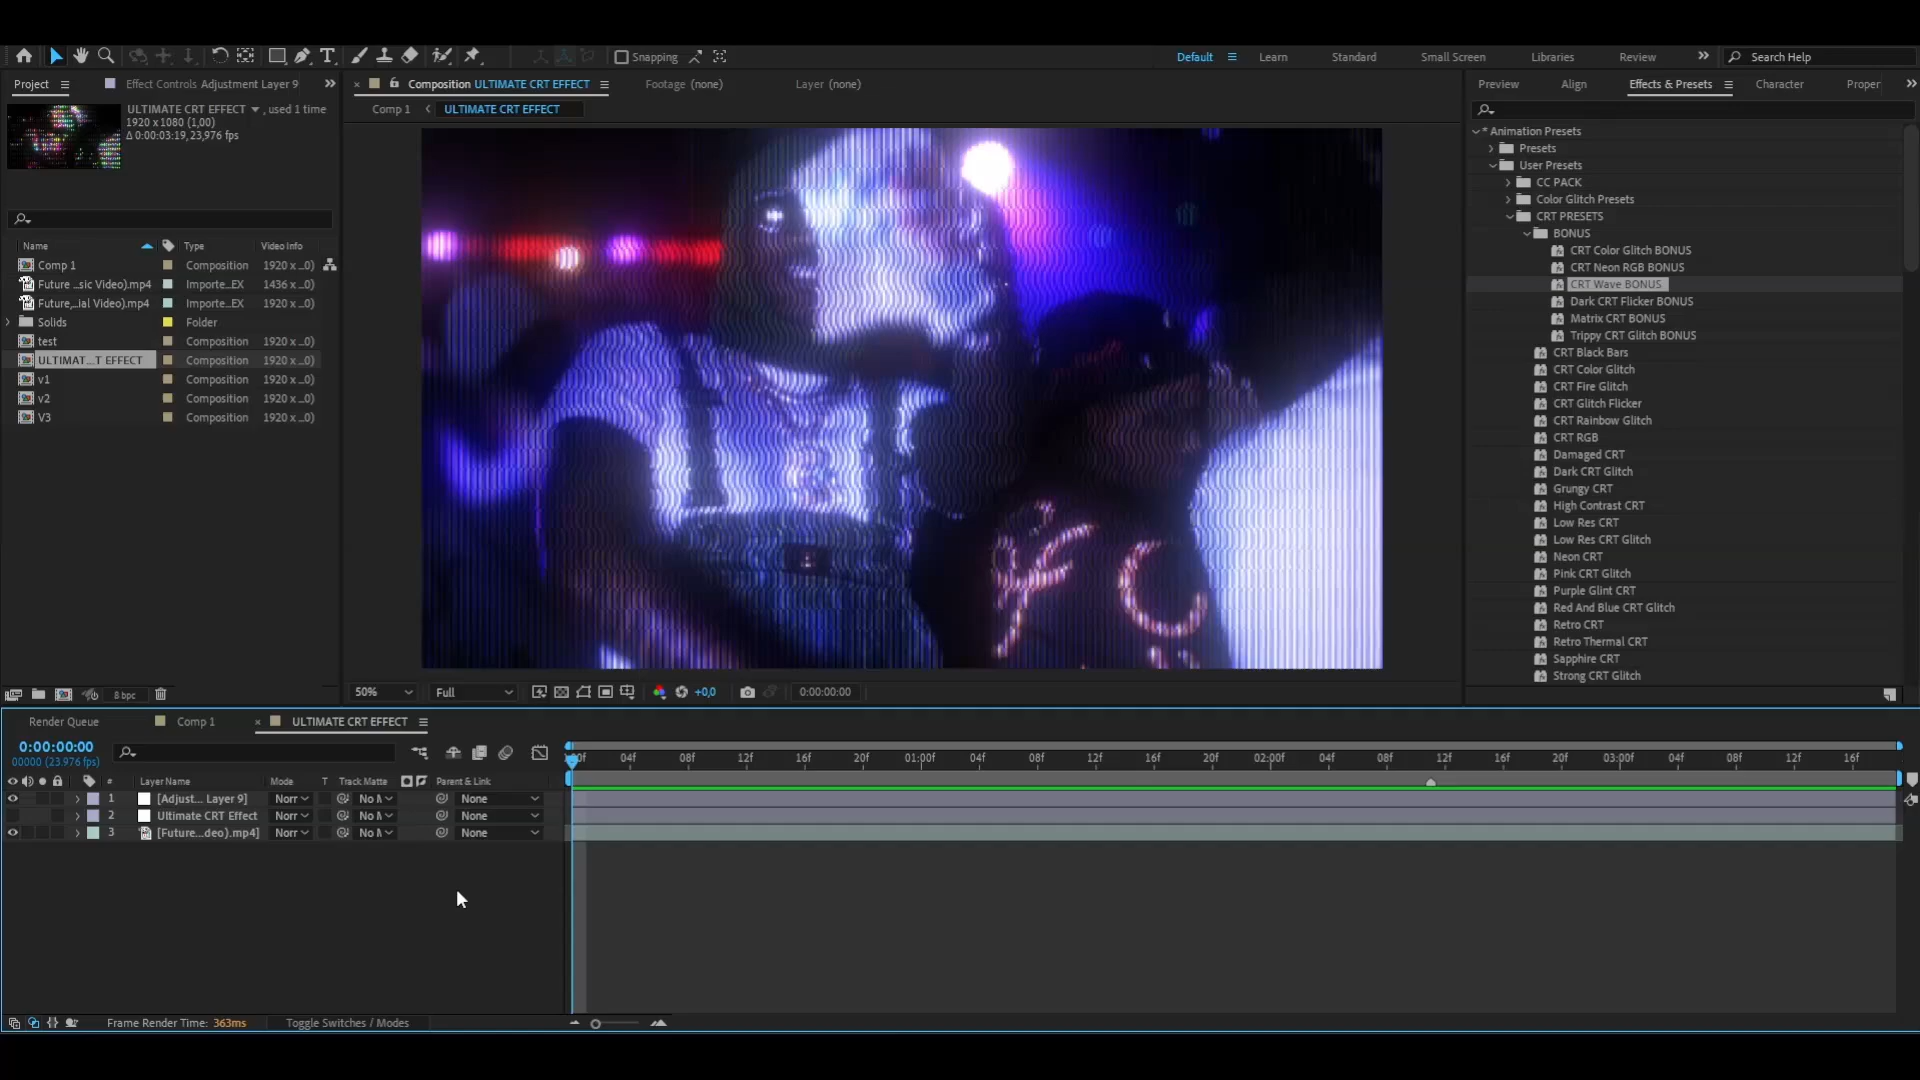 Snapping
Default
Learn
Standard
Small Screen
Libraries
Review
Search Help
Project
Effect Controls Adjustment Layer 9
Composition ULTIMATE CRT EFFECT
Footage (none)
Layer (none)
Preview
Align
Effects & Presets
Character
Proper
Comp 1
ULTIMATE CRT EFFECT
ULTIMATE CRT EFFECT , used 1 time
1920 x 1080 (1,00)
Δ 0:00:03:19, 23,976 fps
Name
Type
Video Info
Comp 1 Composition 1920 x ...0)
Future ...sic Video).mp4 Importe...EX 1436 x ...0)
Future,...ial Video).mp4 Importe...EX 1920 x ...0)
Solids Folder
test Composition 1920 x ...0)
ULTIMAT...T EFFECT Composition 1920 x ...0)
v1 Composition 1920 x ...0)
v2 Composition 1920 x ...0)
V3 Composition 1920 x ...0)
8 bpc
* Animation Presets
Presets
User Presets
CC PACK
Color Glitch Presets
CRT PRESETS
BONUS
CRT Color Glitch BONUS
CRT Neon RGB BONUS
CRT Wave BONUS
Dark CRT Flicker BONUS
Matrix CRT BONUS
Trippy CRT Glitch BONUS
CRT Black Bars
CRT Color Glitch
CRT Fire Glitch
CRT Glitch Flicker
CRT Rainbow Glitch
CRT RGB
Damaged CRT
Dark CRT Glitch
Grungy CRT
High Contrast CRT
Low Res CRT
Low Res CRT Glitch
Neon CRT
Pink CRT Glitch
Purple Glint CRT
Red And Blue CRT Glitch
Retro CRT
Retro Thermal CRT
Sapphire CRT
Strong CRT Glitch
50%
Full
+0,0
0:00:00:00
Render Queue
Comp 1
ULTIMATE CRT EFFECT
0:00:00:00
00000 (23.976 fps)
04f 08f 12f 16f 20f 01:00f 04f 08f 12f 16f 20f 02:00f 04f 08f 12f 16f 20f 03:00f 04f 08f 12f 16f
# Layer Name Mode T Track Matte Parent & Link
1 [Adjust... Layer 9] Norr No M None
2 Ultimate CRT Effect Norr No M None
3 [Future...deo).mp4] Norr No M None
Frame Render Time: 363ms
Toggle Switches / Modes